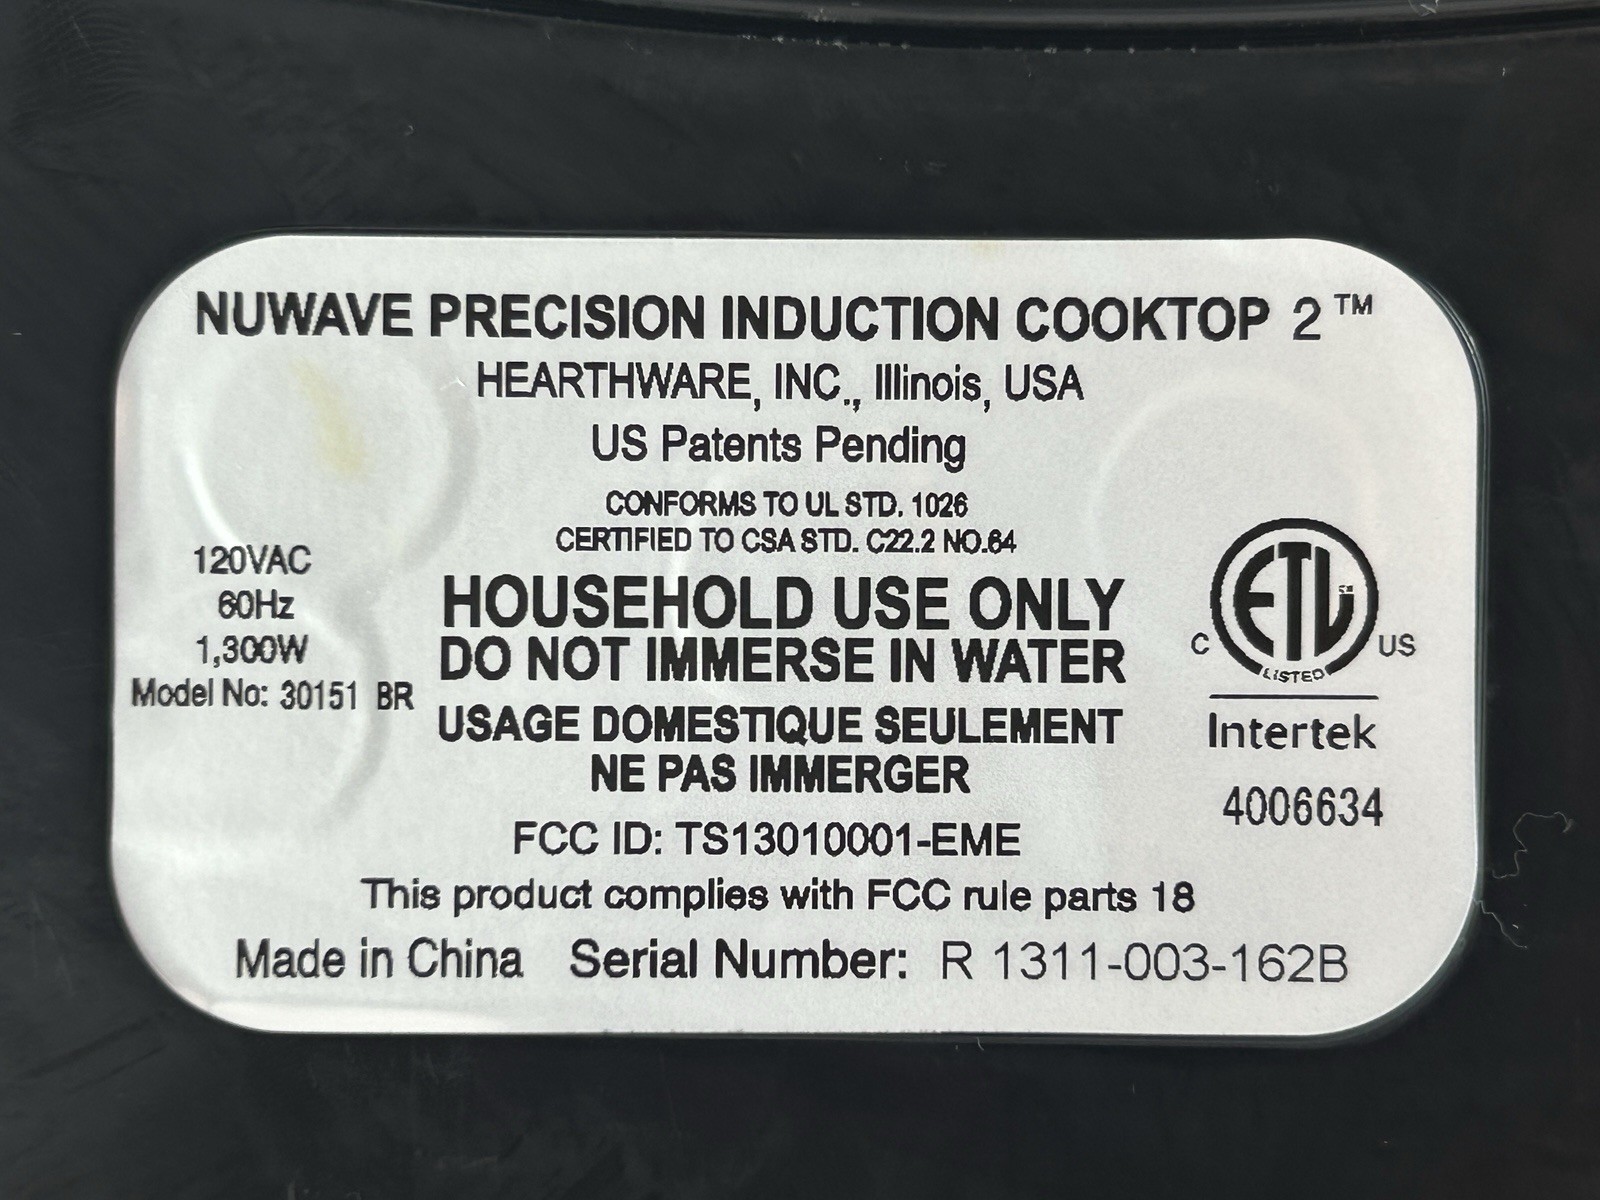 NUWAVE PRECISION INDUCTION COOKTOP 2™
HEARTHWARE, INC., Illinois, USA
US Patents Pending
CONFORMS TO UL STD. 1026
CERTIFIED TO CSA STD. C22.2 NO.64
120VAC
60Hz
1,300W
Model No: 30151 BR
HOUSEHOLD USE ONLY
DO NOT IMMERSE IN WATER
USAGE DOMESTIQUE SEULEMENT
NE PAS IMMERGER
ETL
C US
LISTED
Intertek
4006634
FCC ID: TS13010001-EME
This product complies with FCC rule parts 18
Made in China Serial Number: R 1311-003-162B